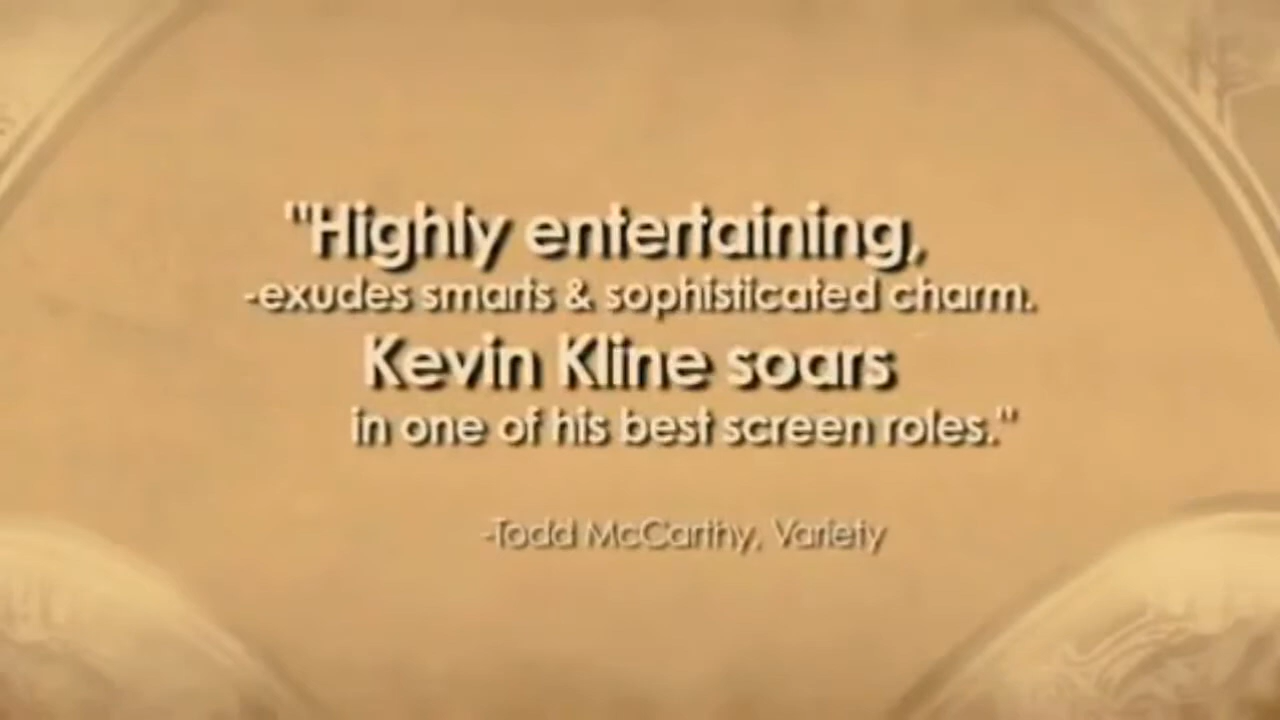 "Highly entertaining,
-exudes smarts & sophisticated charm.
Kevin Kline soars
in one of his best screen roles."
-Todd McCarthy, Variety